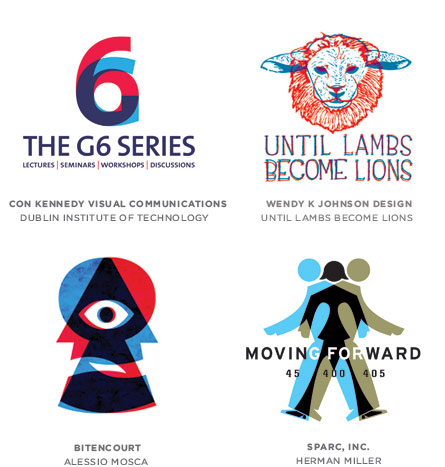 6
THE G6 SERIES
LECTURES | SEMINARS | WORKSHOPS | DISCUSSIONS
CON KENNEDY VISUAL COMMUNICATIONS
DUBLIN INSTITUTE OF TECHNOLOGY
UNTIL LAMBS
BECOME LIONS
WENDY K JOHNSON DESIGN
UNTIL LAMBS BECOME LIONS
BITENCOURT
ALESSIO MOSCA
MOVING FORWARD
45 400 405
SPARC, INC.
HERMAN MILLER